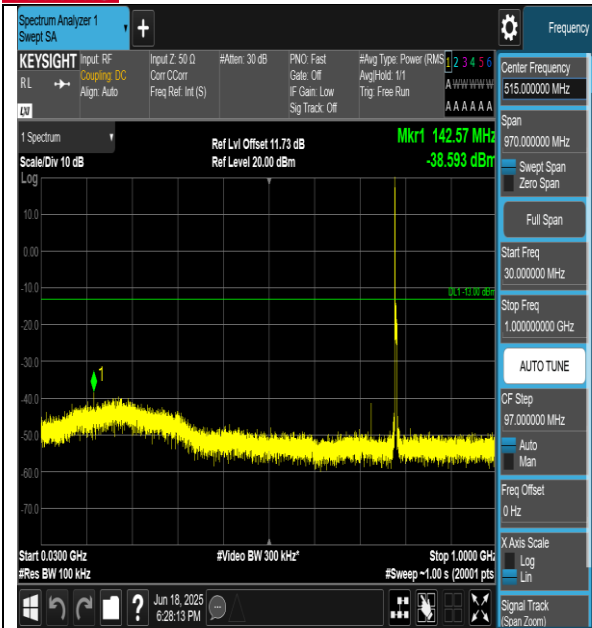 Spectrum Analyzer 1
Swept SA
+
Frequency
KEYSIGHT
RL
LXI
Input: RF
Coupling: DC
Align: Auto
Input Z: 50 Ω
Corr CCorr
Freq Ref: Int (S)
#Atten: 30 dB
PNO: Fast
Gate: Off
IF Gain: Low
Sig Track: Off
#Avg Type: Power (RMS
Avg|Hold: 1/1
Trig: Free Run
1 2 3 4 5 6
A W W W W W
A A A A A A
1 Spectrum
Scale/Div 10 dB
Log
Ref Lvl Offset 11.73 dB
Ref Level 20.00 dBm
Mkr1 142.57 MHz
-38.593 dBm
10.0
0.00
-10.0
-20.0
-30.0
-40.0
-50.0
-60.0
-70.0
DL1 -13.00 dBm
1
Start 0.0300 GHz
#Res BW 100 kHz
#Video BW 300 kHz*
Stop 1.0000 GHz
#Sweep ~1.00 s (20001 pts
Center Frequency
515.000000 MHz
Span
970.000000 MHz
Swept Span
Zero Span
Full Span
Start Freq
30.000000 MHz
Stop Freq
1.000000000 GHz
AUTO TUNE
CF Step
97.000000 MHz
Auto
Man
Freq Offset
0 Hz
X Axis Scale
Log
Lin
Signal Track
(Span Zoom)
?
Jun 18, 2025
6:28:13 PM